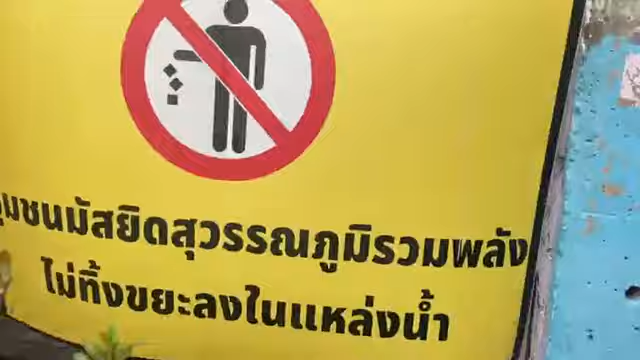 ชุมชนมัสยิดสุวรรณภูมิรวมพลัง
ไม่ทิ้งขยะลงในแหล่งน้ำ